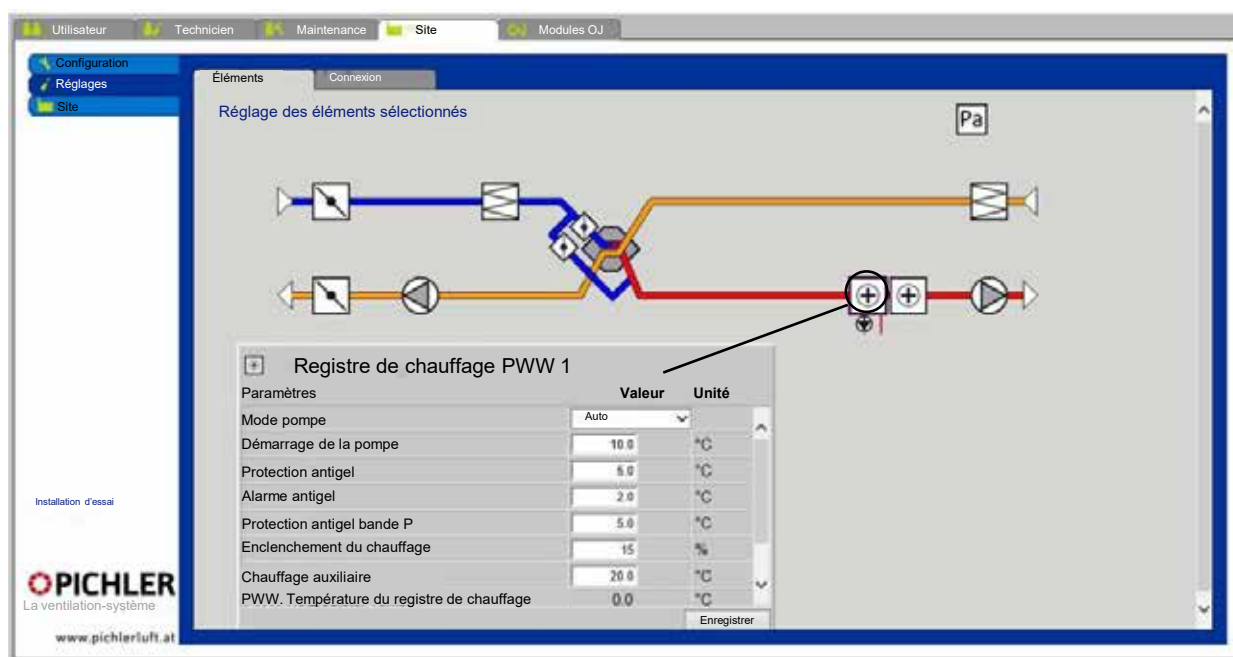 Utilisateur Technicien Maintenance Site Modules OJ
Configuration
Réglages
Site
Éléments Connexion
Réglage des éléments sélectionnés
Pa
Registre de chauffage PWW 1
Paramètres Valeur Unité
Mode pompe Auto
Démarrage de la pompe 10.0 °C
Protection antigel 5.0 °C
Alarme antigel 2.0 °C
Protection antigel bande P 5.0 °C
Enclenchement du chauffage 15 %
Chauffage auxiliaire 20.0 °C
PWW. Température du registre de chauffage 0.0 °C
Enregistrer
Installation d'essai
PICHLER
La ventilation-système
www.pichlerluft.at